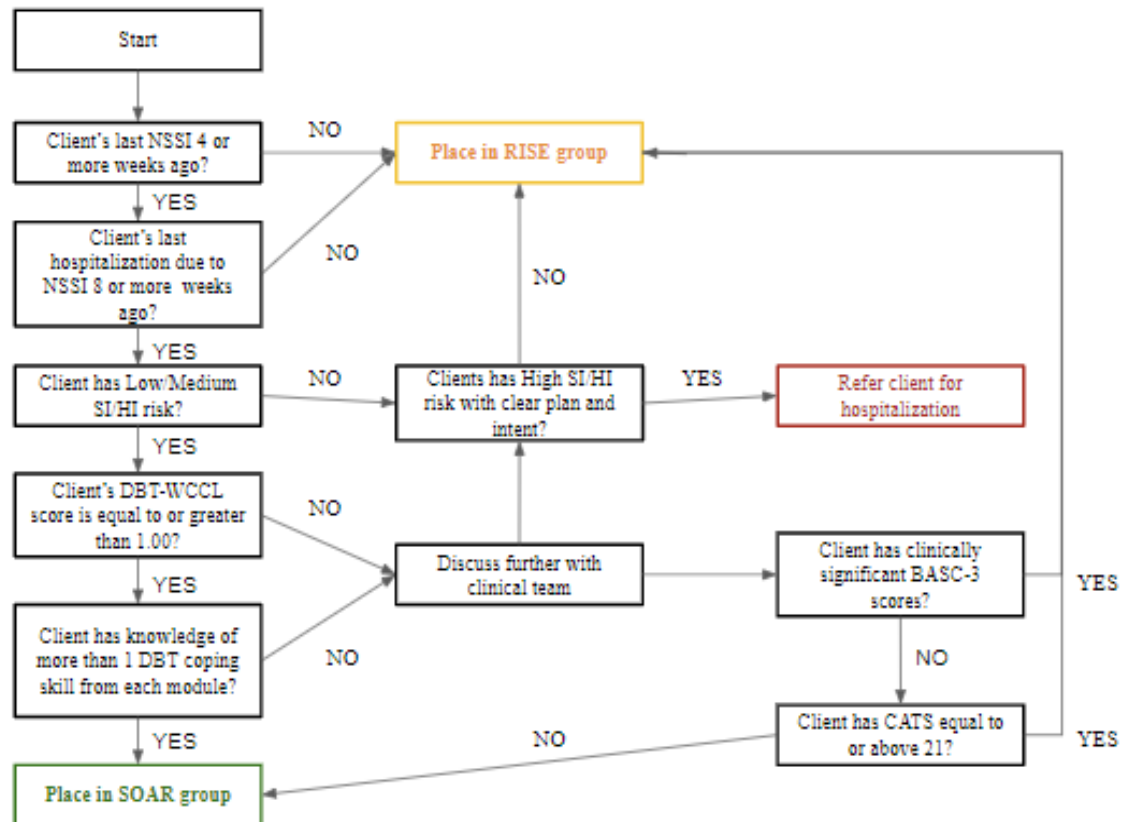 Start
Client's last NSSI 4 or
more weeks ago?
NO
Place in RISE group
YES
Client's last
hospitalization due to
NSSI 8 or more weeks
ago?
NO
NO
YES
Client has Low/Medium
SI/HI risk?
NO
Clients has High SI/HI
risk with clear plan and
intent?
YES
Refer client for
hospitalization
YES
Client's DBT-WCCL
score is equal to or greater
than 1.00?
NO
Discuss further with
clinical team
Client has clinically
significant BASC-3
scores?
YES
YES
Client has knowledge of
more than 1 DBT coping
skill from each module?
NO
NO
Client has CATS equal to
or above 21?
YES
NO
YES
Place in SOAR group